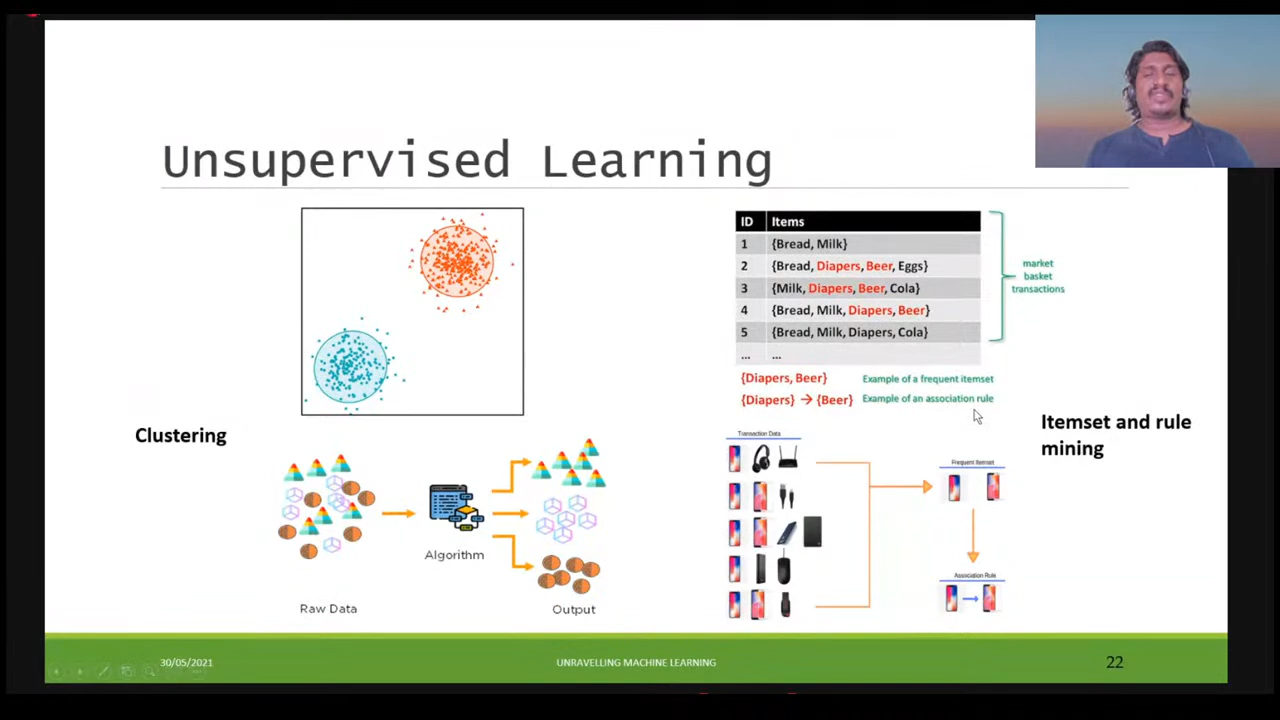 Unsupervised Learning
ID Items
1 {Bread, Milk}
2 {Bread, Diapers, Beer, Eggs}
3 {Milk, Diapers, Beer, Cola}
4 {Bread, Milk, Diapers, Beer}
5 {Bread, Milk, Diapers, Cola}
... ...
market
basket
transactions
{Diapers, Beer} Example of a frequent itemset
{Diapers} → {Beer} Example of an association rule
Clustering
Itemset and rule
mining
Algorithm
Raw Data
Output
Transaction Data
Frequent Itemset
Association Rule
30/05/2021
UNRAVELLING MACHINE LEARNING
22